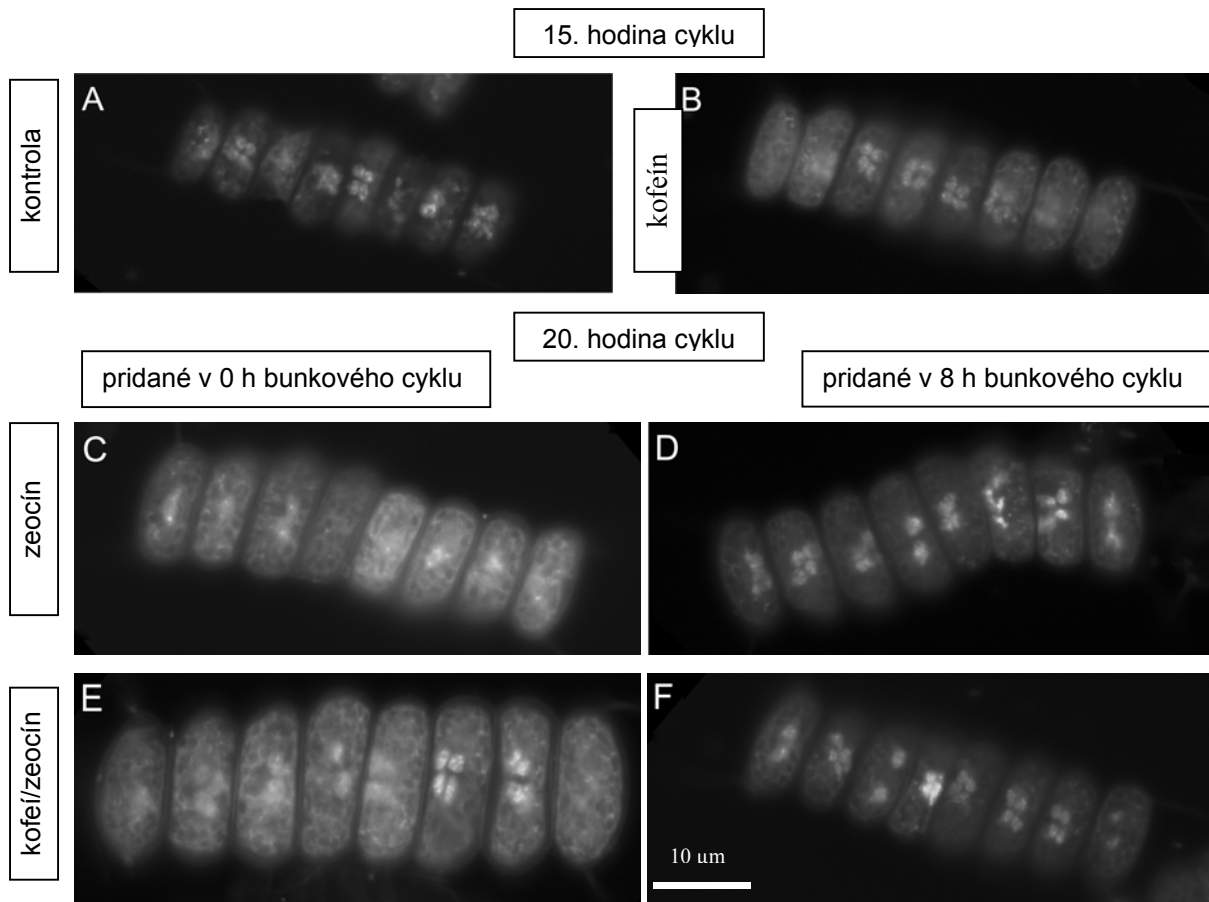 15. hodina cyklu
kontrola
A
kofeín
B
20. hodina cyklu
pridané v 0 h bunkového cyklu
pridané v 8 h bunkového cyklu
zeocín
C
D
kofeí/zeocín
E
F
10 µm